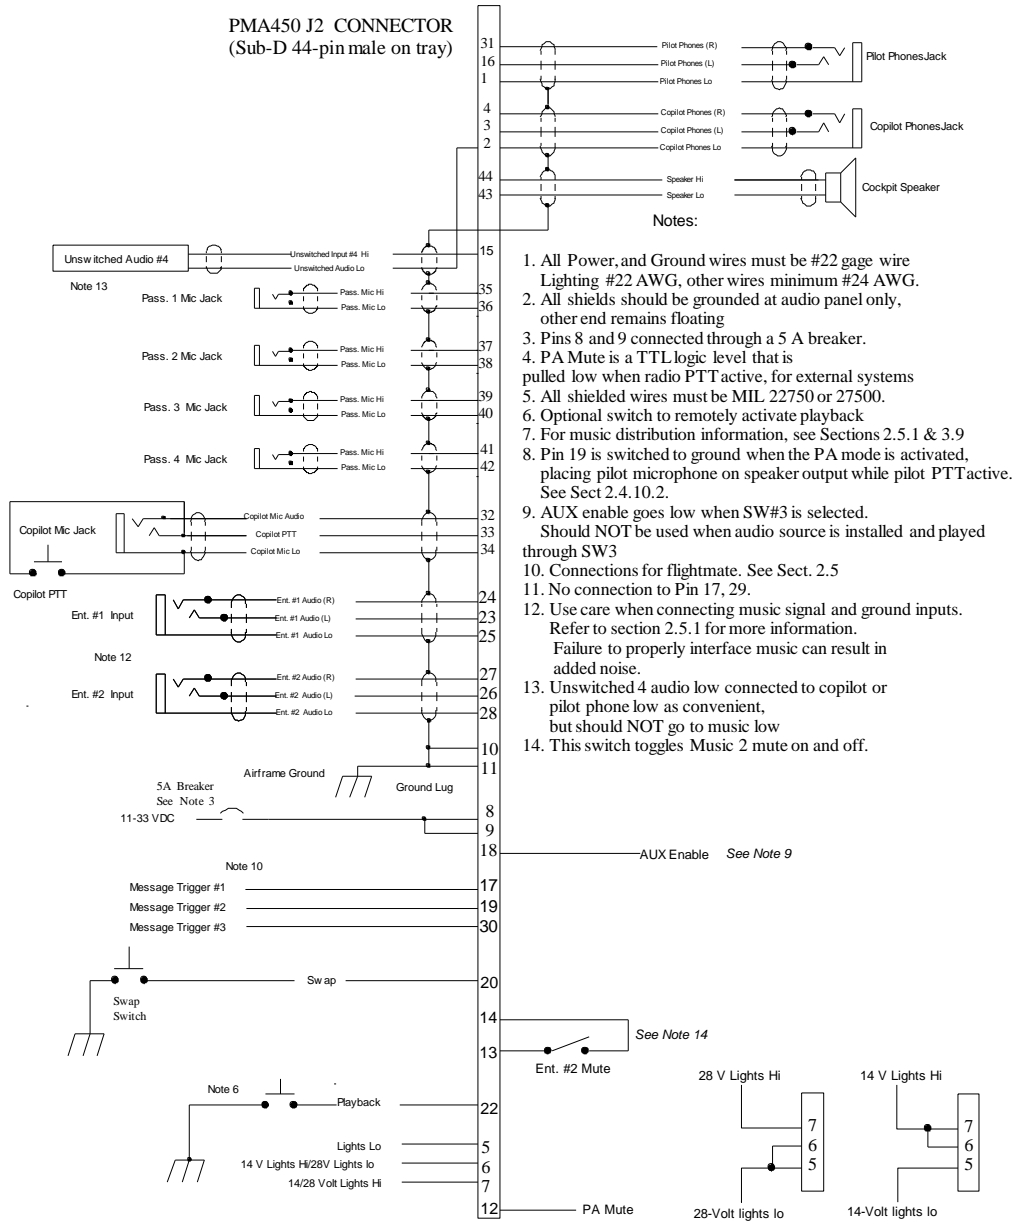 PMA450 J2 CONNECTOR
(Sub-D 44-pin male on tray)
31
16
1
4
3
2
44
43
Pilot Phones (R)
Pilot Phones (L)
Pilot Phones Lo
Pilot Phones Jack
Copilot Phones (R)
Copilot Phones (L)
Copilot Phones Lo
Copilot Phones Jack
Speaker Hi
Speaker Lo
Cockpit Speaker
Unswitched Audio #4
Note 13
Unswitched Input #4 Hi
Unswitched Audio Lo
15
Pass. 1 Mic Jack
Pass. Mic Hi
Pass. Mic Lo
35
36
Pass. 2 Mic Jack
Pass. Mic Hi
Pass. Mic Lo
37
38
Pass. 3 Mic Jack
Pass. Mic Hi
Pass. Mic Lo
39
40
Pass. 4 Mic Jack
Pass. Mic Hi
Pass. Mic Lo
41
42
Copilot Mic Jack
Copilot PTT
Copilot Mic Audio
Copilot PTT
Copilot Mic Lo
32
33
34
Ent. #1 Input
Ent. #1 Audio (R)
Ent. #1 Audio (L)
Ent. #1 Audio Lo
24
23
25
Note 12
Ent. #2 Input
Ent. #2 Audio (R)
Ent. #2 Audio (L)
Ent. #2 Audio Lo
27
26
28
10
11
Airframe Ground
Ground Lug
5A Breaker
See Note 3
11-33 VDC
8
9
18
AUX Enable
See Note 9
Note 10
Message Trigger #1
Message Trigger #2
Message Trigger #3
17
19
30
Swap
20
Swap
Switch
14
13
See Note 14
Ent. #2 Mute
Note 6
Playback
22
Lights Lo
14 V Lights Hi/28V Lights lo
14/28 Volt Lights Hi
5
6
7
12
PA Mute
28 V Lights Hi
7
6
5
28-Volt lights lo
14 V Lights Hi
7
6
5
14-Volt lights lo
Notes:
1. All Power, and Ground wires must be #22 gage wire
Lighting #22 AWG, other wires minimum #24 AWG.
2. All shields should be grounded at audio panel only,
other end remains floating
3. Pins 8 and 9 connected through a 5 A breaker.
4. PA Mute is a TTL logic level that is
pulled low when radio PTT active, for external systems
5. All shielded wires must be MIL 22750 or 27500.
6. Optional switch to remotely activate playback
7. For music distribution information, see Sections 2.5.1 & 3.9
8. Pin 19 is switched to ground when the PA mode is activated,
placing pilot microphone on speaker output while pilot PTT active.
See Sect 2.4.10.2.
9. AUX enable goes low when SW#3 is selected.
Should NOT be used when audio source is installed and played
through SW3
10. Connections for flightmate. See Sect. 2.5
11. No connection to Pin 17, 29.
12. Use care when connecting music signal and ground inputs.
Refer to section 2.5.1 for more information.
Failure to properly interface music can result in
added noise.
13. Unswitched 4 audio low connected to copilot or
pilot phone low as convenient,
but should NOT go to music low
14. This switch toggles Music 2 mute on and off.